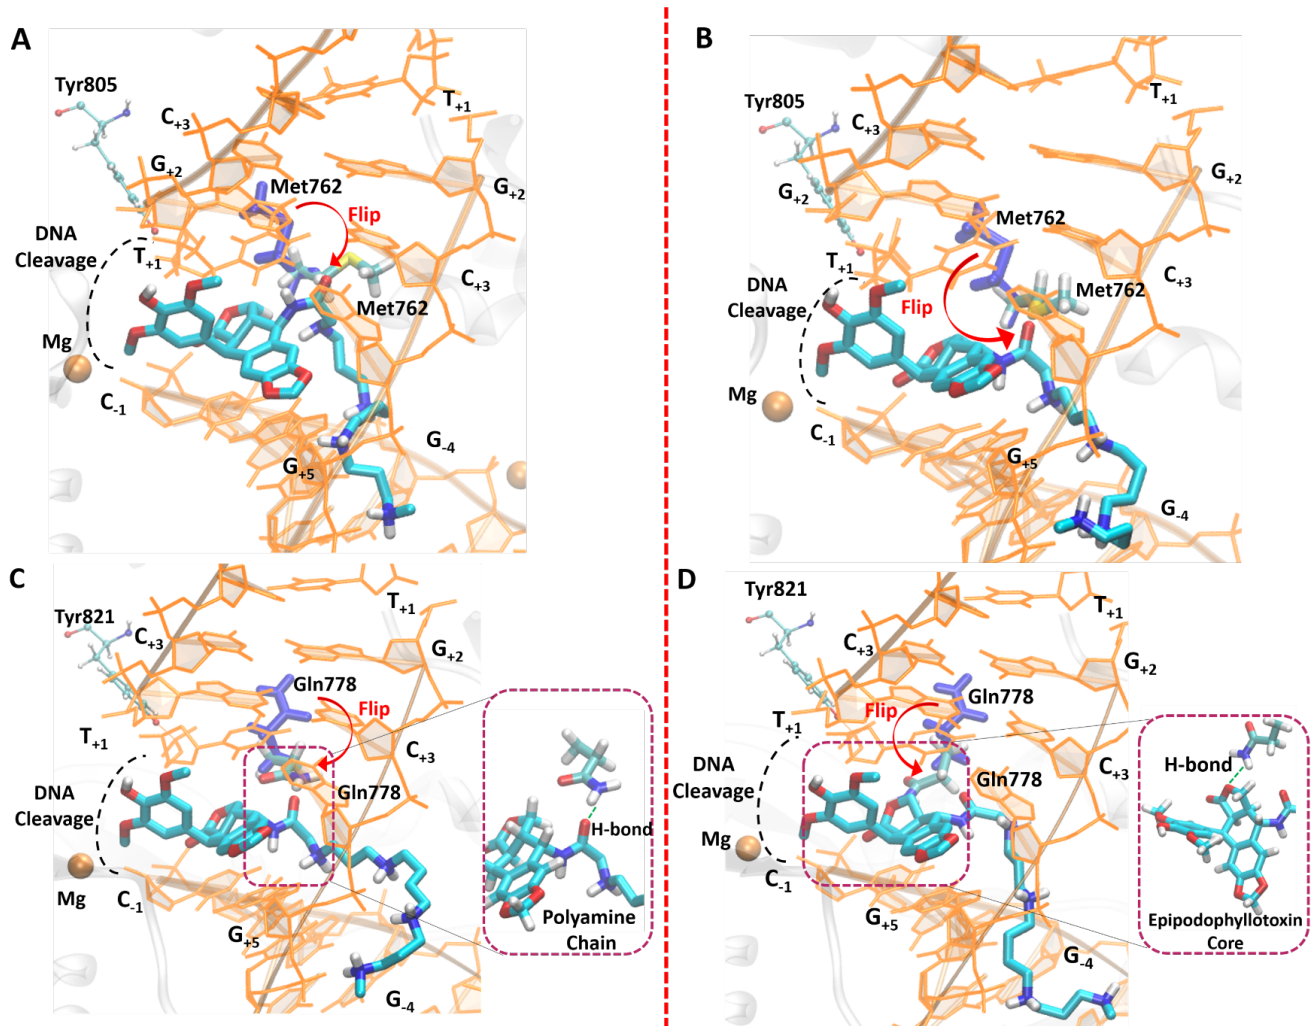 A
Tyr805
C+3
T+1
G+2
Met762
G+2
Flip
DNA
Cleavage
T+1
C+3
Met762
Mg
C-1
G-4
G+5
B
Tyr805
T+1
C+3
G+2
G+2
Met762
T+1
C+3
DNA
Cleavage
Met762
Flip
Mg
C-1
G+5
G-4
C
Tyr821
T+1
C+3
G+2
Gln778
Flip
T+1
C+3
DNA
Cleavage
Gln778
Mg
C-1
G+5
G-4
H-bond
Polyamine
Chain
D
Tyr821
T+1
C+3
G+2
Gln778
Flip
T+1
C+3
Gln778
DNA
Cleavage
Mg
C-1
G+5
G-4
H-bond
Epipodophyllotoxin
Core